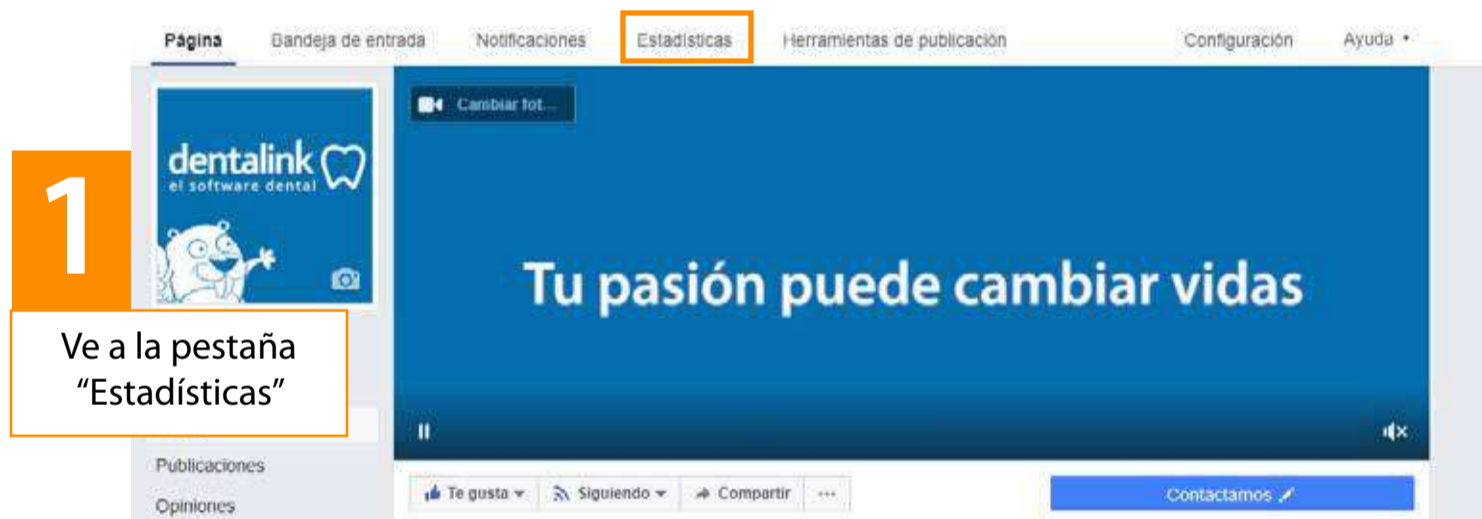 Página Bandeja de entrada Notificaciones Estadísticas Herramientas de publicación Configuración Ayuda
Cambiar fot...
dentalink
el software dental
1
Tu pasión puede cambiar vidas
Ve a la pestaña
“Estadísticas”
Publicaciones
Opiniones
Te gusta Siguiendo Compartir ...
Contactarnos